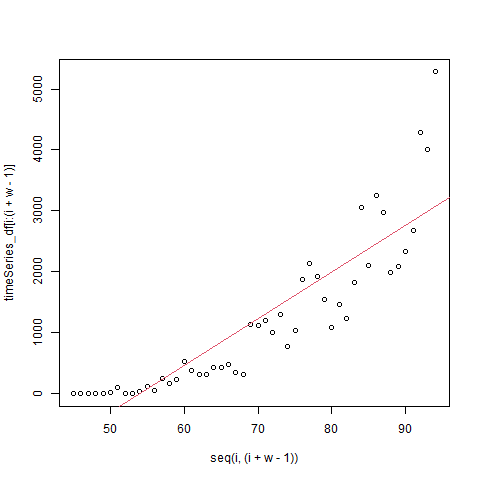 5000
4000
3000
2000
1000
0
timeSeries_df[i:(i + w - 1)]
50 60 70 80 90
seq(i, (i + w - 1))